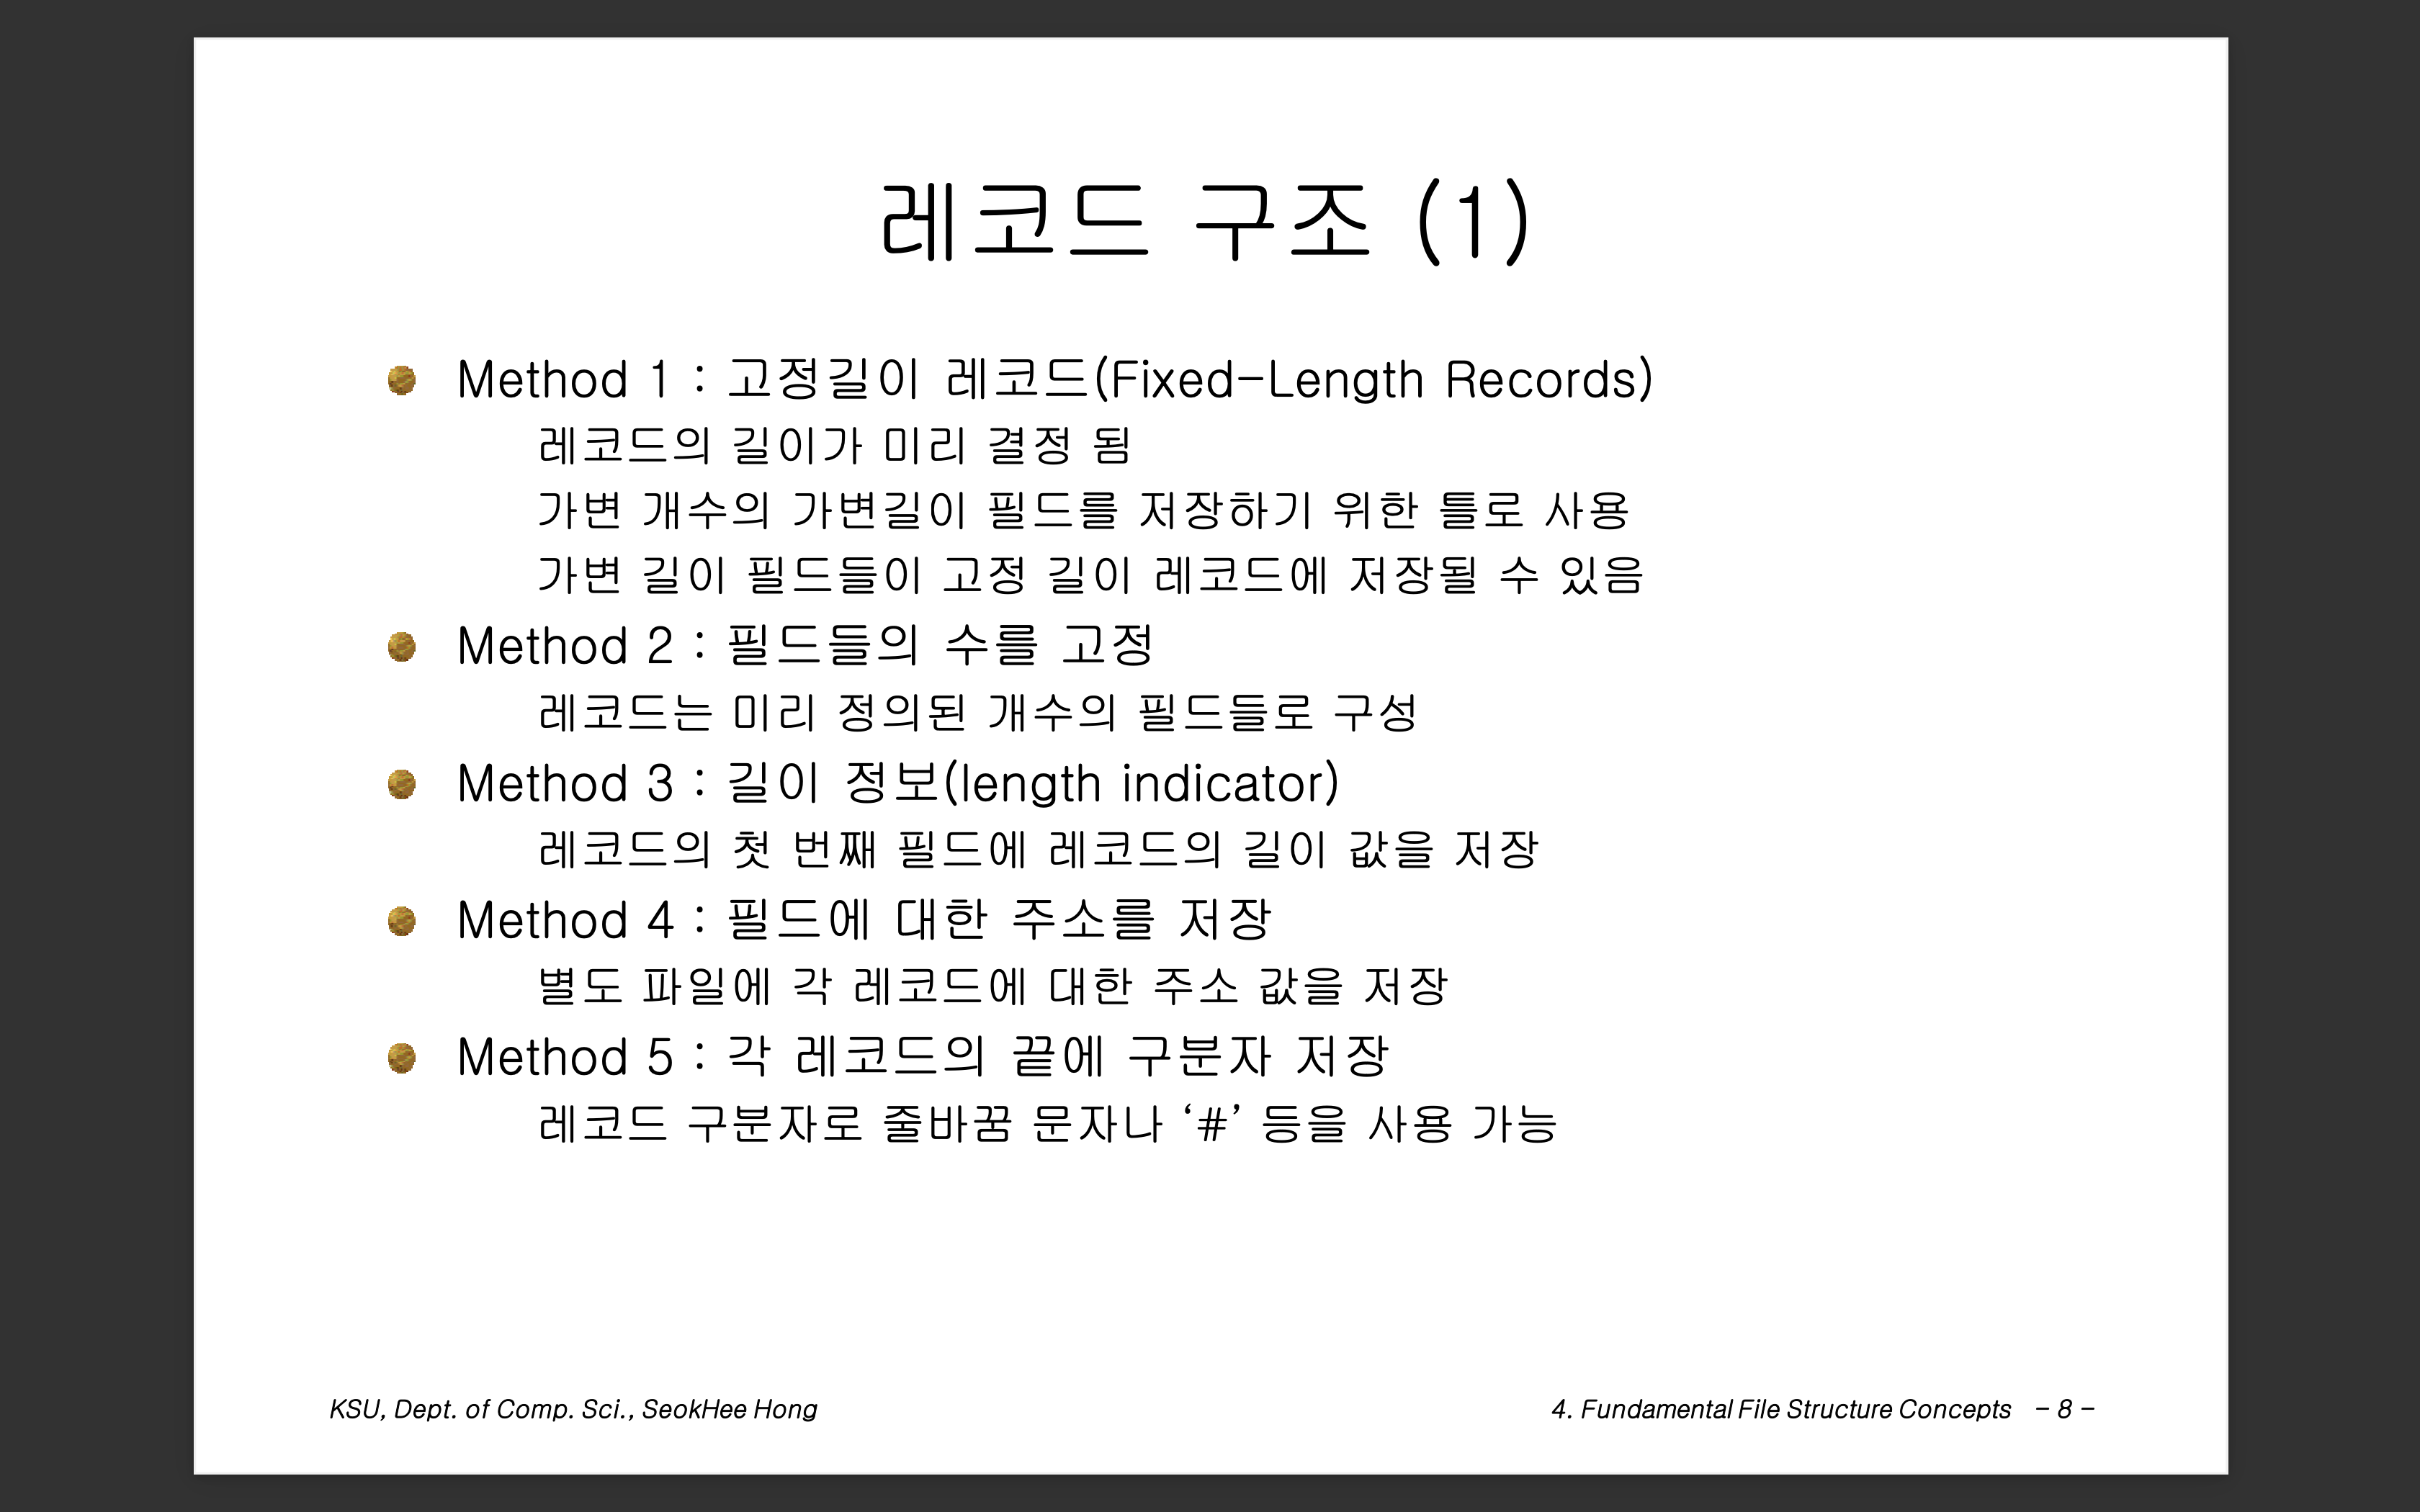 레코드 구조 (1)
Method 1 : 고정길이 레코드(Fixed-Length Records)
레코드의 길이가 미리 결정 됨
가변 개수의 가변길이 필드를 저장하기 위한 틀로 사용
가변 길이 필드들이 고정 길이 레코드에 저장될 수 있음
Method 2 : 필드들의 수를 고정
레코드는 미리 정의된 개수의 필드들로 구성
Method 3 : 길이 정보(length indicator)
레코드의 첫 번째 필드에 레코드의 길이 값을 저장
Method 4 : 필드에 대한 주소를 저장
별도 파일에 각 레코드에 대한 주소 값을 저장
Method 5 : 각 레코드의 끝에 구분자 저장
레코드 구분자로 줄바꿈 문자나 ‘#’ 등을 사용 가능
KSU, Dept. of Comp. Sci., SeokHee Hong
4. Fundamental File Structure Concepts - 8 -